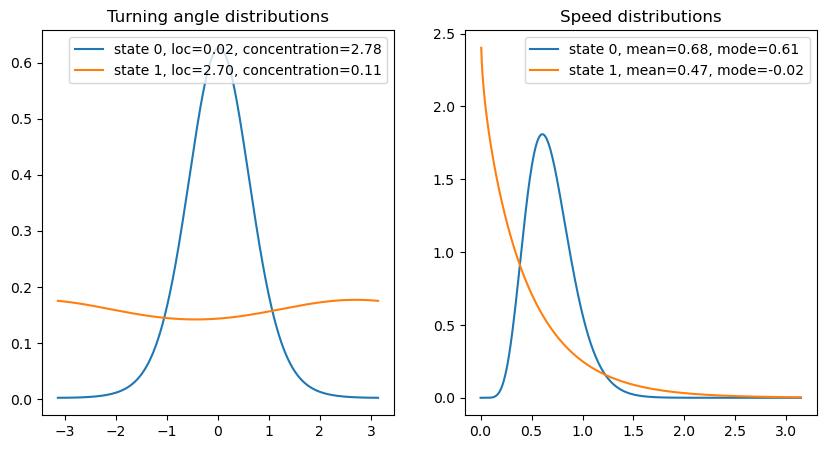 Turning angle distributions
state 0, loc=0.02, concentration=2.78
state 1, loc=2.70, concentration=0.11
0.6
0.5
0.4
0.3
0.2
0.1
0.0
−3 −2 −1 0 1 2 3
Speed distributions
state 0, mean=0.68, mode=0.61
state 1, mean=0.47, mode=-0.02
2.5
2.0
1.5
1.0
0.5
0.0
0.0 0.5 1.0 1.5 2.0 2.5 3.0